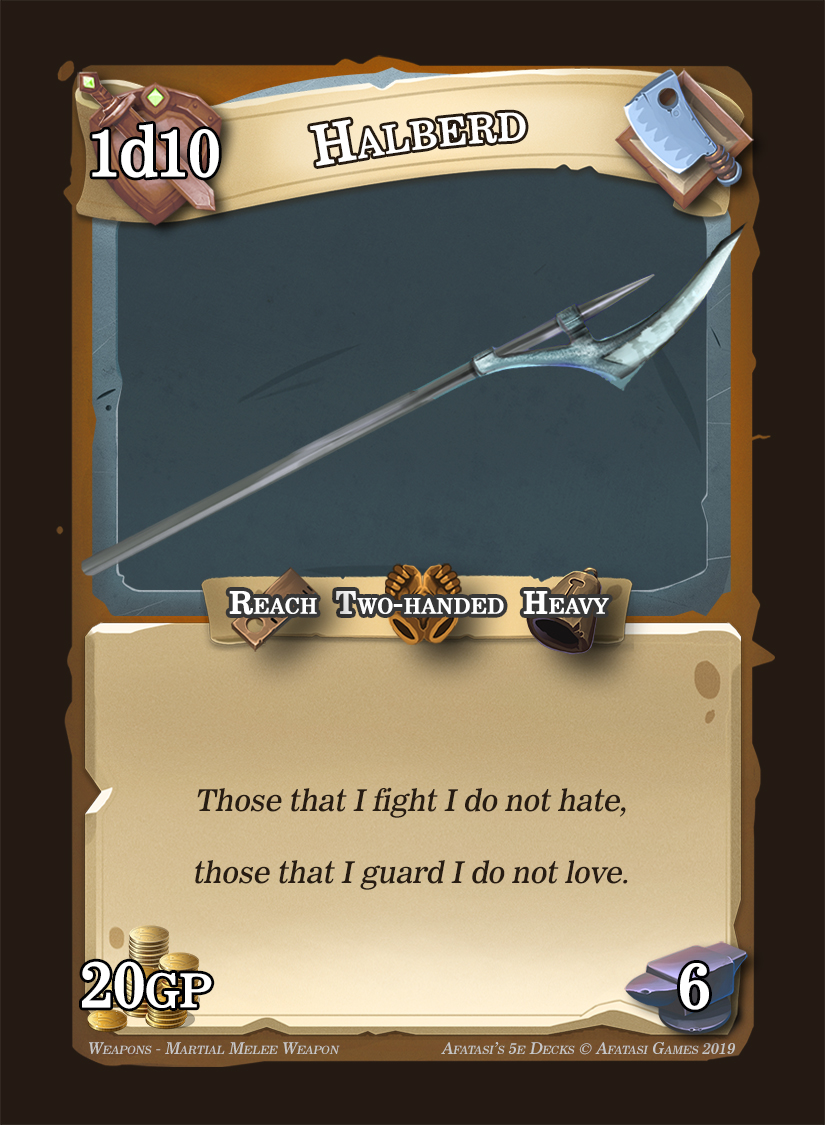 1d10
Halberd
Reach Two-handed Heavy
Those that I fight I do not hate,
those that I guard I do not love.
20GP
6
Weapons - Martial Melee Weapon
Afatasi's 5e Decks © Afatasi Games 2019